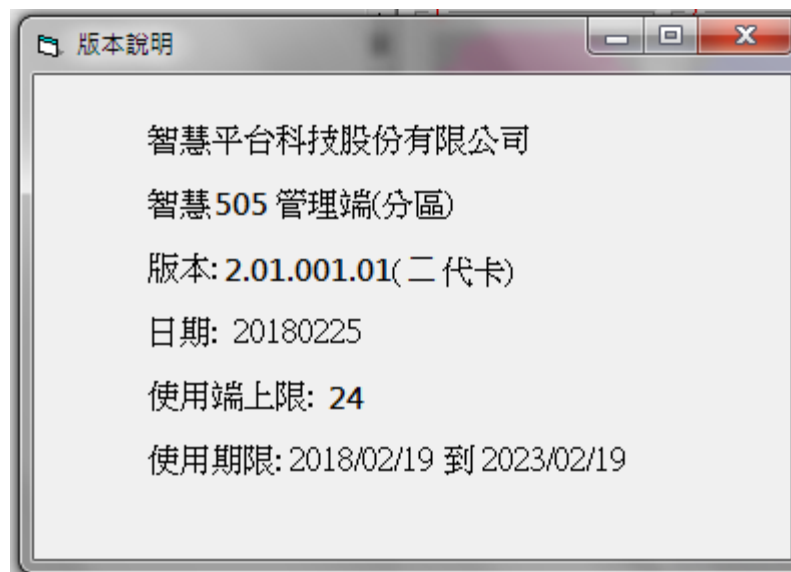 版本說明
智慧平台科技股份有限公司
智慧505 管理端(分區)
版本: 2.01.001.01(二代卡)
日期: 20180225
使用端上限: 24
使用期限: 2018/02/19 到 2023/02/19